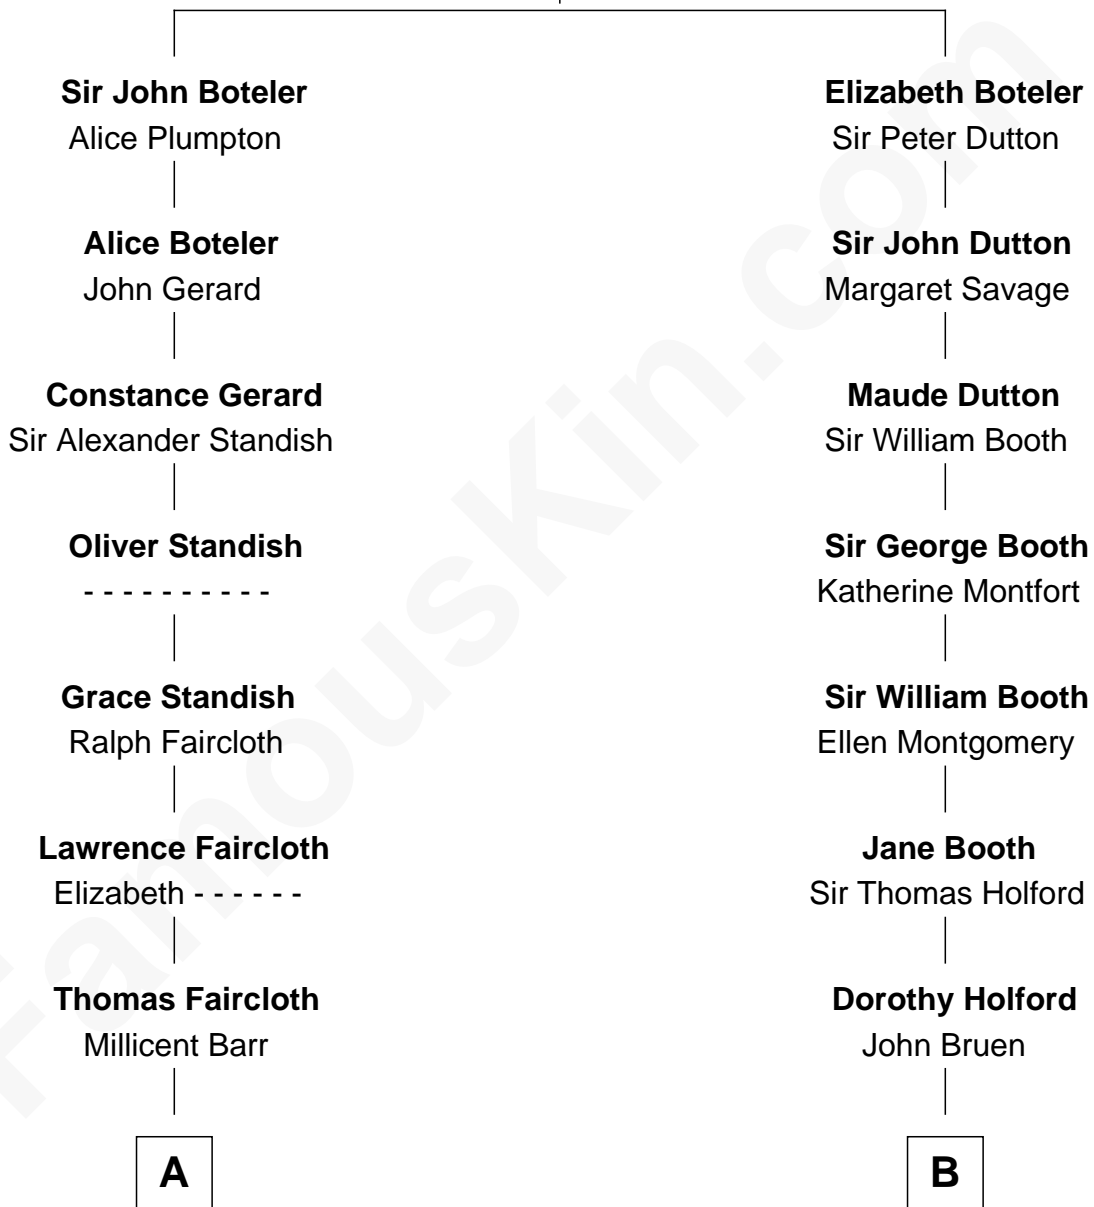 Sir John Boteler
Alice Plumpton
Alice Boteler
John Gerard
Constance Gerard
Sir Alexander Standish
Oliver Standish
- - - - - - - - - -
Grace Standish
Ralph Faircloth
Lawrence Faircloth
Elizabeth - - - - - -
Thomas Faircloth
Millicent Barr
A
Elizabeth Boteler
Sir Peter Dutton
Sir John Dutton
Margaret Savage
Maude Dutton
Sir William Booth
Sir George Booth
Katherine Montfort
Sir William Booth
Ellen Montgomery
Jane Booth
Sir Thomas Holford
Dorothy Holford
John Bruen
B
FamousKin.com